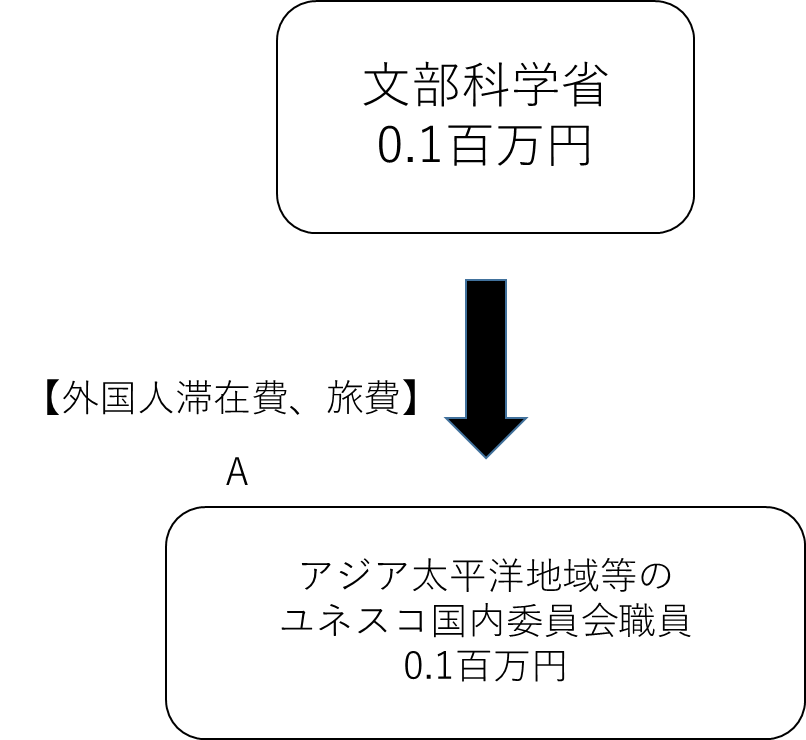 文部科学省
0.1百万円
【外国人滞在費、旅費】
A
アジア太平洋地域等の
ユネスコ国内委員会職員
0.1百万円